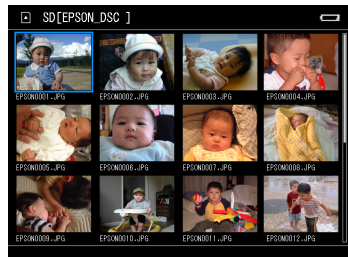 SD[EPSON_DSC ]
EPSON0001.JPG EPSON0002.JPG EPSON0003.JPG EPSON0004.JPG
EPSON0005.JPG EPSON0006.JPG EPSON0007.JPG EPSON0008.JPG
EPSON0009.JPG EPSON0010.JPG EPSON0011.JPG EPSON0012.JPG